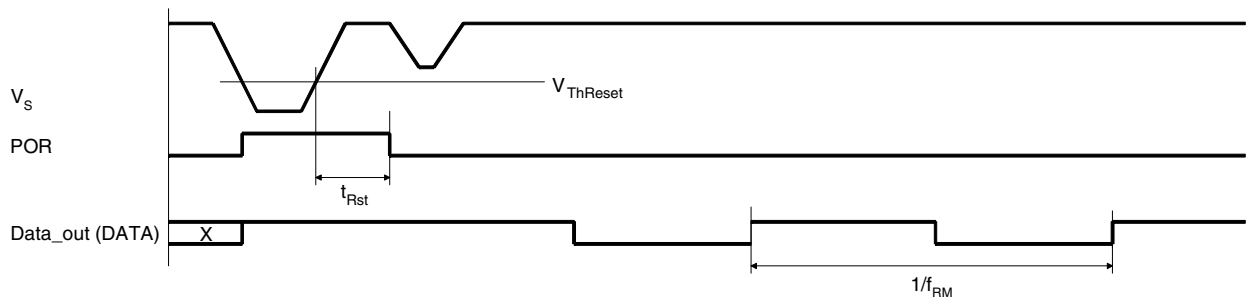 V_ThReset
V_S
POR
t_Rst
Data_out (DATA)
X
1/f_RM